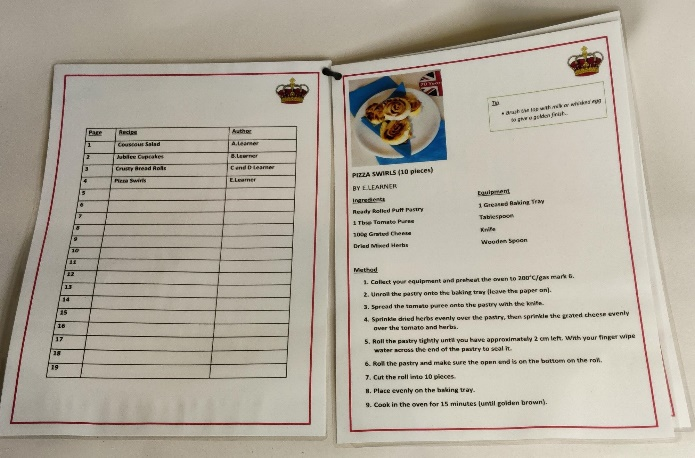 Page Recipe Author
1 Couscous Salad A.Learner
2 Jubilee Cupcakes B.Learner
3 Crusty Bread Rolls C and D Learner
4 Pizza Swirls E.Learner
5
6
7
8
9
10
11
12
13
14
15
16
17
18
19
Tip
• Brush the top with milk or whisked egg
to give a golden finish.
PIZZA SWIRLS (10 pieces)
BY E.LEARNER
Ingredients
Ready Rolled Puff Pastry
1 Tbsp Tomato Puree
100g Grated Cheese
Dried Mixed Herbs
Equipment
1 Greased Baking Tray
Tablespoon
Knife
Wooden Spoon
Method
1. Collect your equipment and preheat the oven to 200°C/gas mark 6.
2. Unroll the pastry onto the baking tray (leave the paper on).
3. Spread the tomato puree onto the pastry with the knife.
4. Sprinkle dried herbs evenly over the pastry, then sprinkle the grated cheese evenly
over the tomato and herbs.
5. Roll the pastry tightly until you have approximately 2 cm left. With your finger wipe
water across the end of the pastry to seal it.
6. Roll the pastry and make sure the open end is on the bottom on the roll.
7. Cut the roll into 10 pieces.
8. Place evenly on the baking tray.
9. Cook in the oven for 15 minutes (until golden brown).